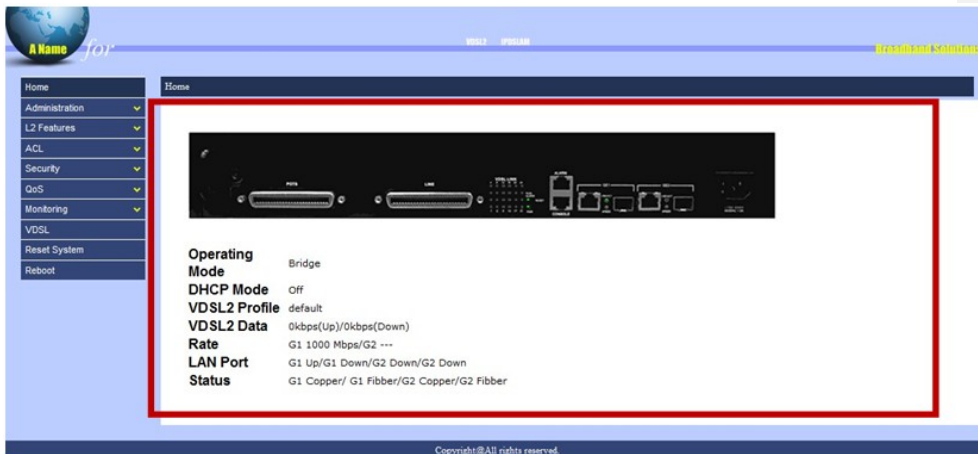 A Name for
VDSL2 IPDSLAM
Broadband Solutions
Home
Home
Administration
L2 Features
ACL
Security
QoS
Monitoring
VDSL
Reset System
Reboot
POTS
LINE
VDSL LINK
ALARM
CONSOLE
Operating
Mode
Bridge
DHCP Mode Off
VDSL2 Profile default
VDSL2 Data 0kbps(Up)/0kbps(Down)
Rate G1 1000 Mbps/G2 ---
LAN Port G1 Up/G1 Down/G2 Down/G2 Down
Status G1 Copper/ G1 Fibber/G2 Copper/G2 Fibber
Copyright@All rights reserved.